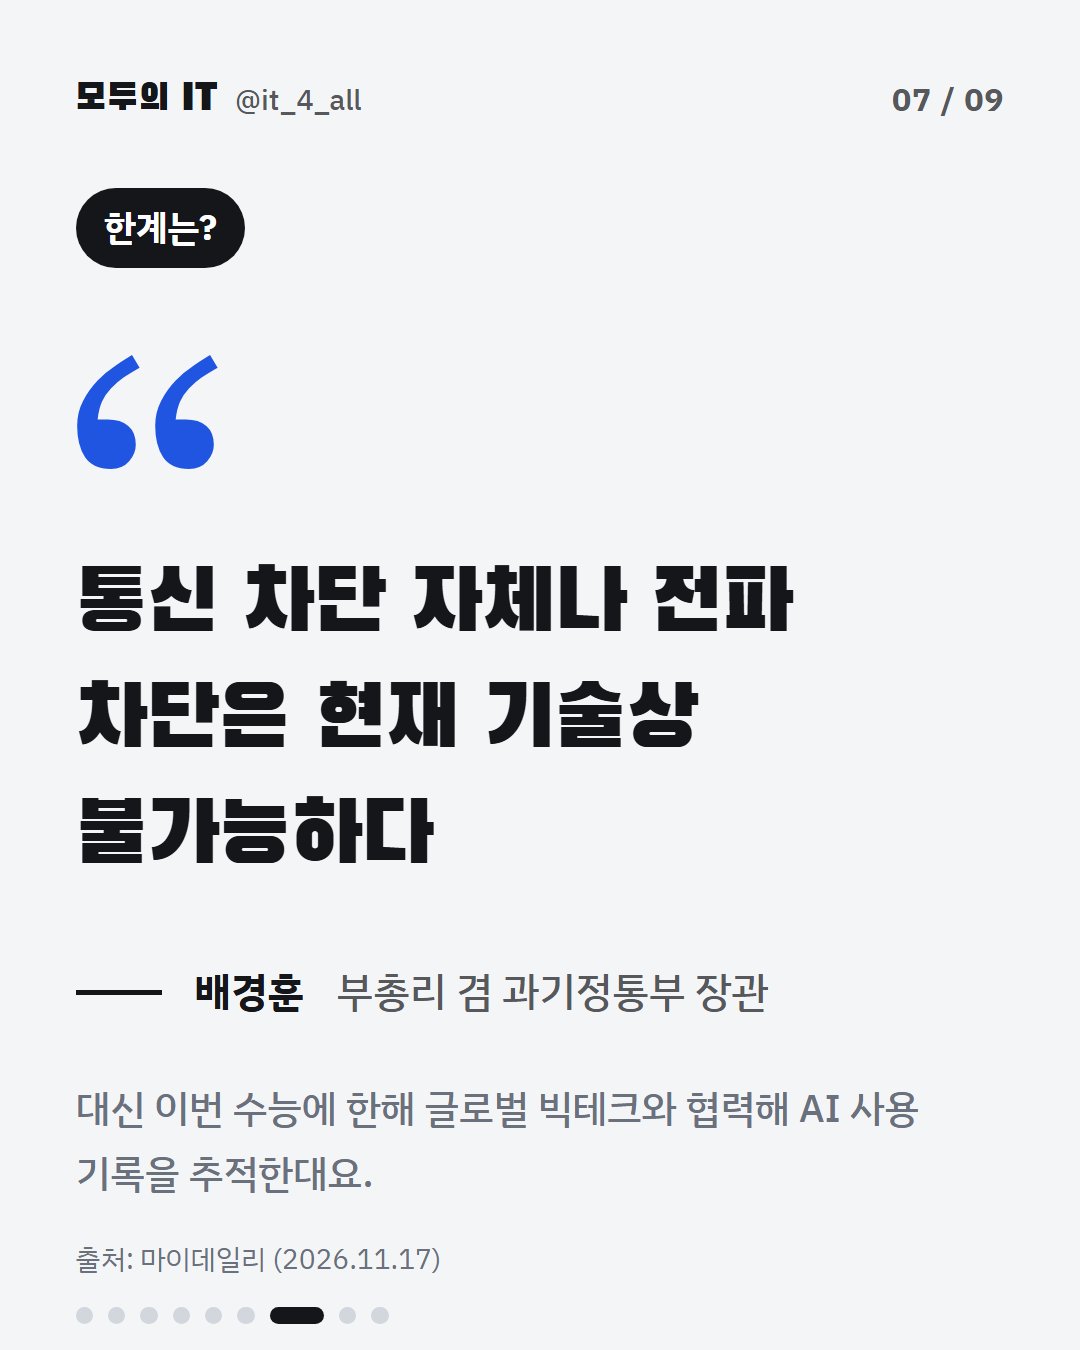 모두의 IT @it_4_all
07 / 09
한계는?
“
통신 차단 자체나 전파
차단은 현재 기술상
불가능하다
배경훈 부총리 겸 과기정통부 장관
대신 이번 수능에 한해 글로벌 빅테크와 협력해 AI 사용
기록을 추적한대요.
출처: 마이데일리 (2026.11.17)